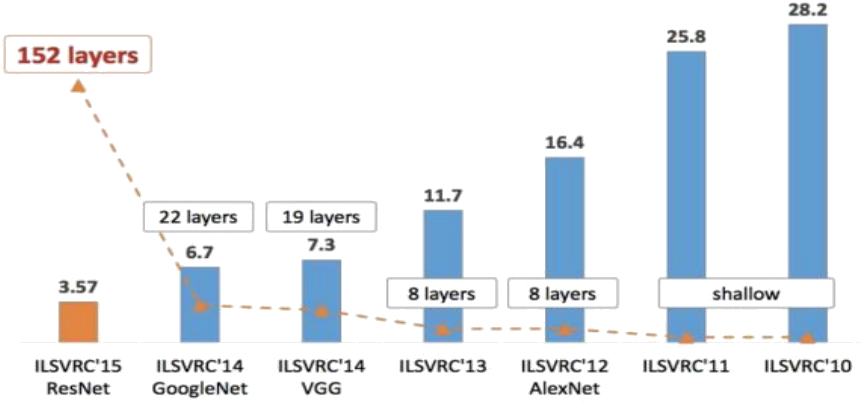 28.2
25.8
152 layers
16.4
11.7
22 layers
19 layers
6.7
7.3
3.57
8 layers
8 layers
shallow
ILSVRC'15
ResNet
ILSVRC'14
GoogleNet
ILSVRC'14
VGG
ILSVRC'13
ILSVRC'12
AlexNet
ILSVRC'11
ILSVRC'10